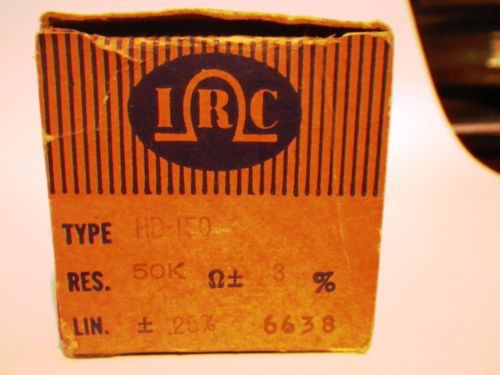 IRC
TYPE HD-150
RES. 50K Ω± 3 %
LIN. ± .25% 6638